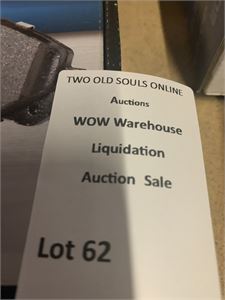 TWO OLD SOULS ONLINE
Auctions
WOW Warehouse
Liquidation
Auction Sale
Lot 62